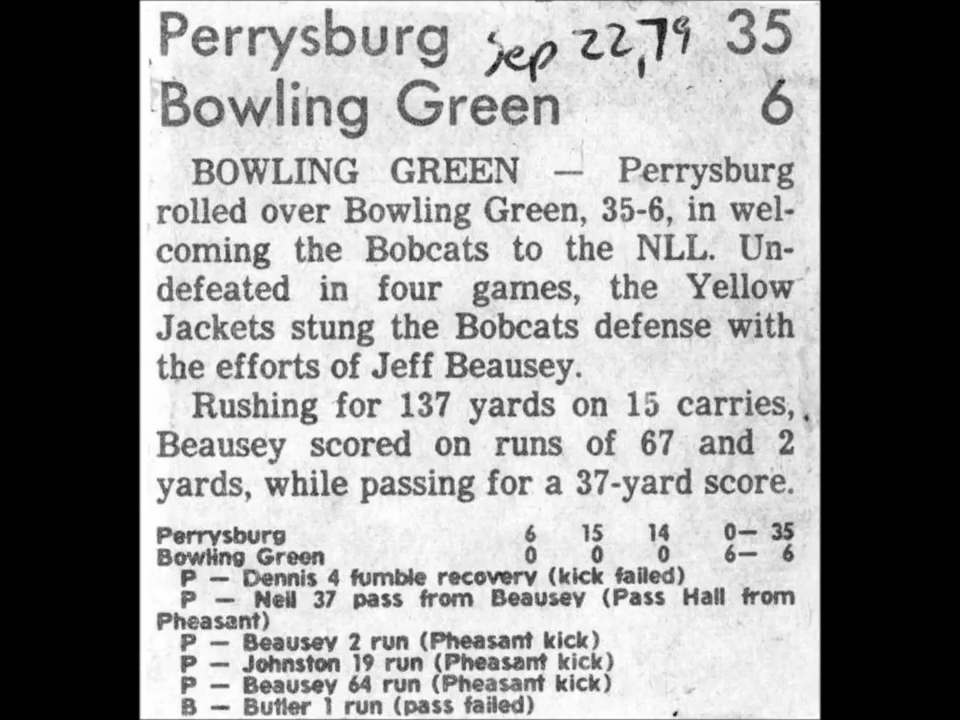 Perrysburg Sep 22,79 35
Bowling Green 6
BOWLING GREEN — Perrysburg
rolled over Bowling Green, 35-6, in wel-
coming the Bobcats to the NLL. Un-
defeated in four games, the Yellow
Jackets stung the Bobcats defense with
the efforts of Jeff Beausey.
Rushing for 137 yards on 15 carries,
Beausey scored on runs of 67 and 2
yards, while passing for a 37-yard score.
Perrysburg 6 15 14 0— 35
Bowling Green 0 0 0 6— 6
P — Dennis 4 fumble recovery (kick failed)
P — Nell 37 pass from Beausey (Pass Hall from
Pheasant)
P — Beausey 2 run (Pheasant kick)
P — Johnston 19 run (Pheasant kick)
P — Beausey 64 run (Pheasant kick)
B — Butler 1 run (pass failed)